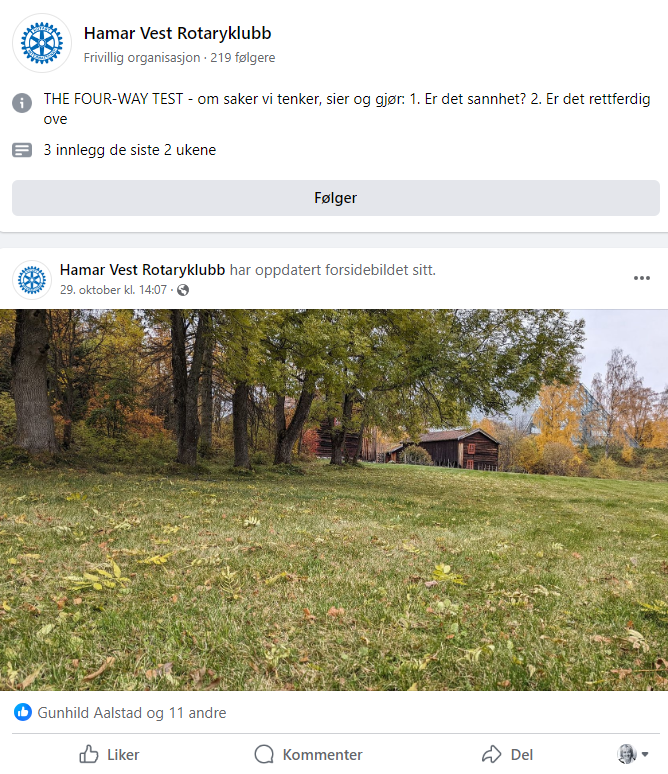 Hamar Vest Rotaryklubb
Frivillig organisasjon · 219 følgere
THE FOUR-WAY TEST - om saker vi tenker, sier og gjør: 1. Er det sannhet? 2. Er det rettferdig
ove
3 innlegg de siste 2 ukene
Følger
Hamar Vest Rotaryklubb har oppdatert forsidebildet sitt.
29. oktober kl. 14:07 ·
Gunhild Aalstad og 11 andre
Liker
Kommenter
Del